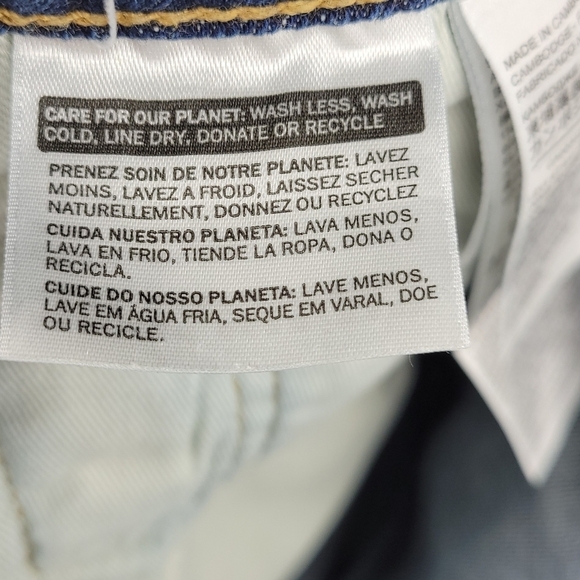 CARE FOR OUR PLANET: WASH LESS, WASH
COLD, LINE DRY, DONATE OR RECYCLE
PRENEZ SOIN DE NOTRE PLANETE: LAVEZ
MOINS, LAVEZ A FROID, LAISSEZ SECHER
NATURELLEMENT, DONNEZ OU RECYCLEZ
CUIDA NUESTRO PLANETA: LAVA MENOS,
LAVA EN FRIO, TIENDE LA ROPA, DONA O
RECICLA.
CUIDE DO NOSSO PLANETA: LAVE MENOS,
LAVE EM ÁGUA FRIA, SEQUE EM VARAL, DOE
OU RECICLE.
MADE IN
FABRICADO